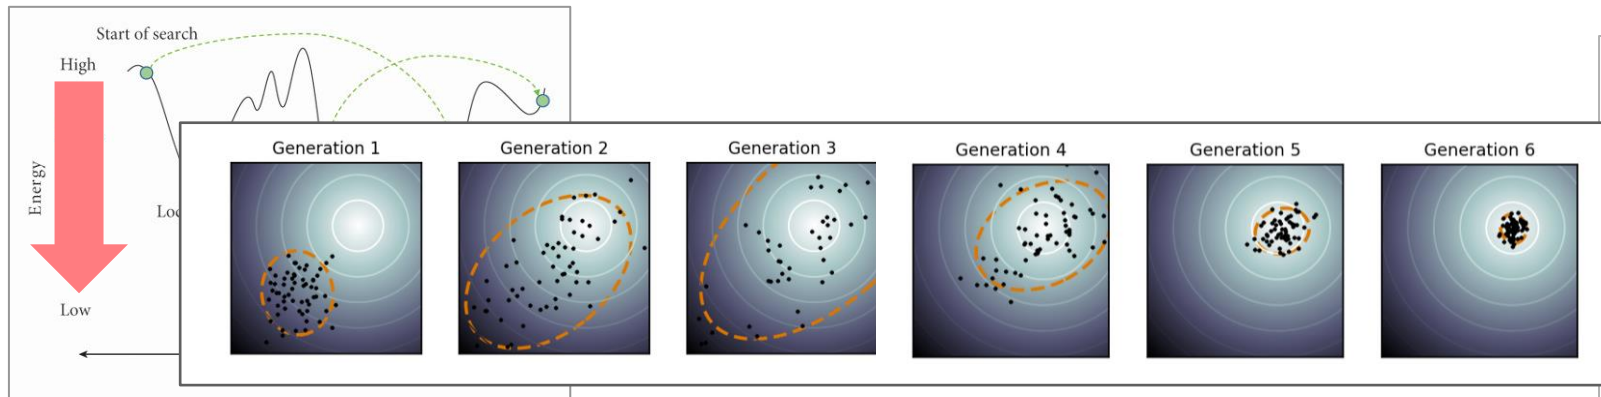 Start of search
High
Energy
Low
Generation 1
Generation 2
Generation 3
Generation 4
Generation 5
Generation 6